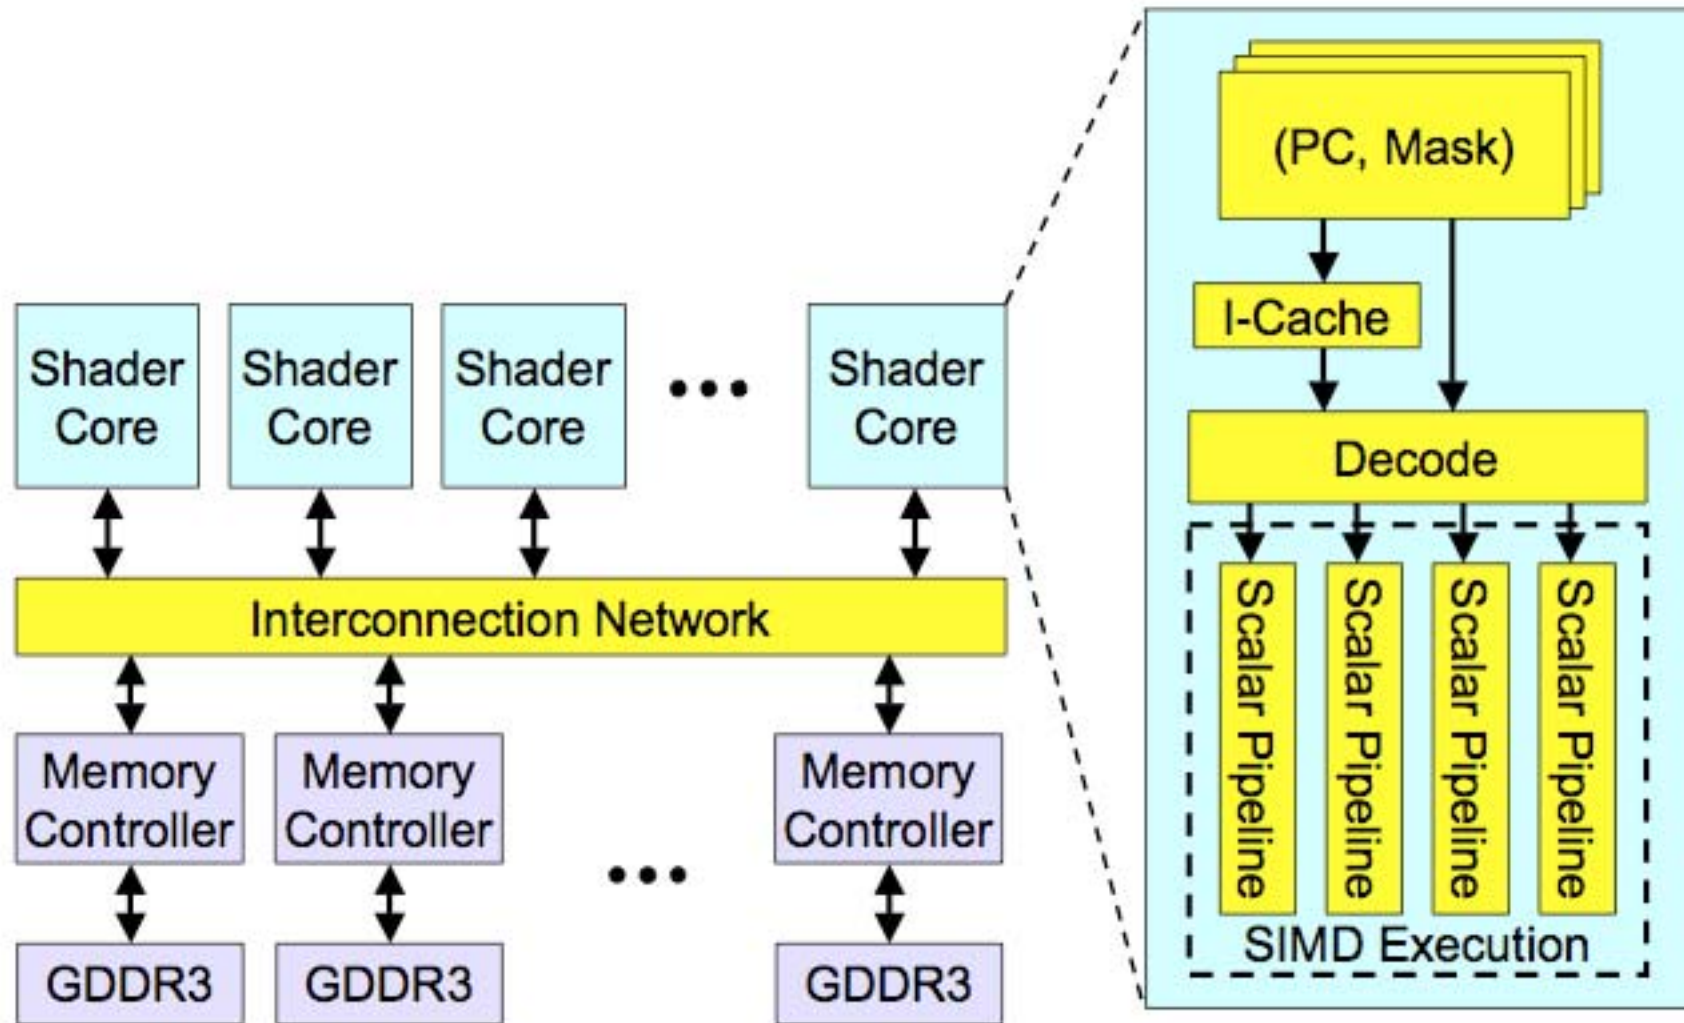 (PC, Mask)
I-Cache
Decode
Scalar Pipeline
Scalar Pipeline
Scalar Pipeline
Scalar Pipeline
SIMD Execution
Shader
Core
Shader
Core
Shader
Core
Shader
Core
Interconnection Network
Memory
Controller
Memory
Controller
Memory
Controller
GDDR3
GDDR3
GDDR3